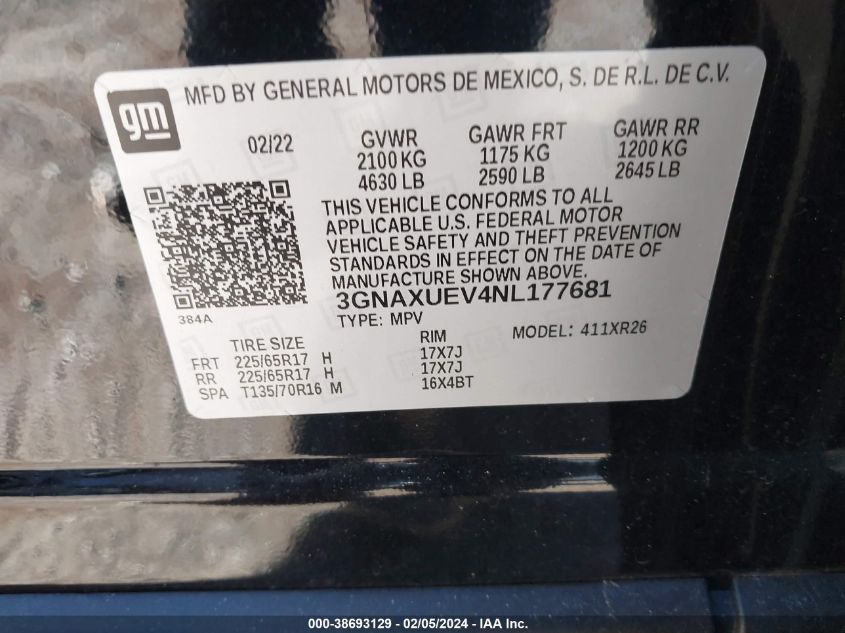 gm
MFD BY GENERAL MOTORS DE MEXICO, S. DE R.L. DE C.V.
02/22
GVWR
2100 KG
4630 LB
GAWR FRT
1175 KG
2590 LB
GAWR RR
1200 KG
2645 LB
THIS VEHICLE CONFORMS TO ALL
APPLICABLE U.S. FEDERAL MOTOR
VEHICLE SAFETY AND THEFT PREVENTION
STANDARDS IN EFFECT ON THE DATE OF
MANUFACTURE SHOWN ABOVE.
3GNAXUEV4NL177681
384A
TYPE: MPV
MODEL: 411XR26
TIRE SIZE RIM
FRT 225/65R17 H 17X7J
RR 225/65R17 H 17X7J
SPA T135/70R16 M 16X4BT
000-38693129 - 02/05/2024 - IAA Inc.